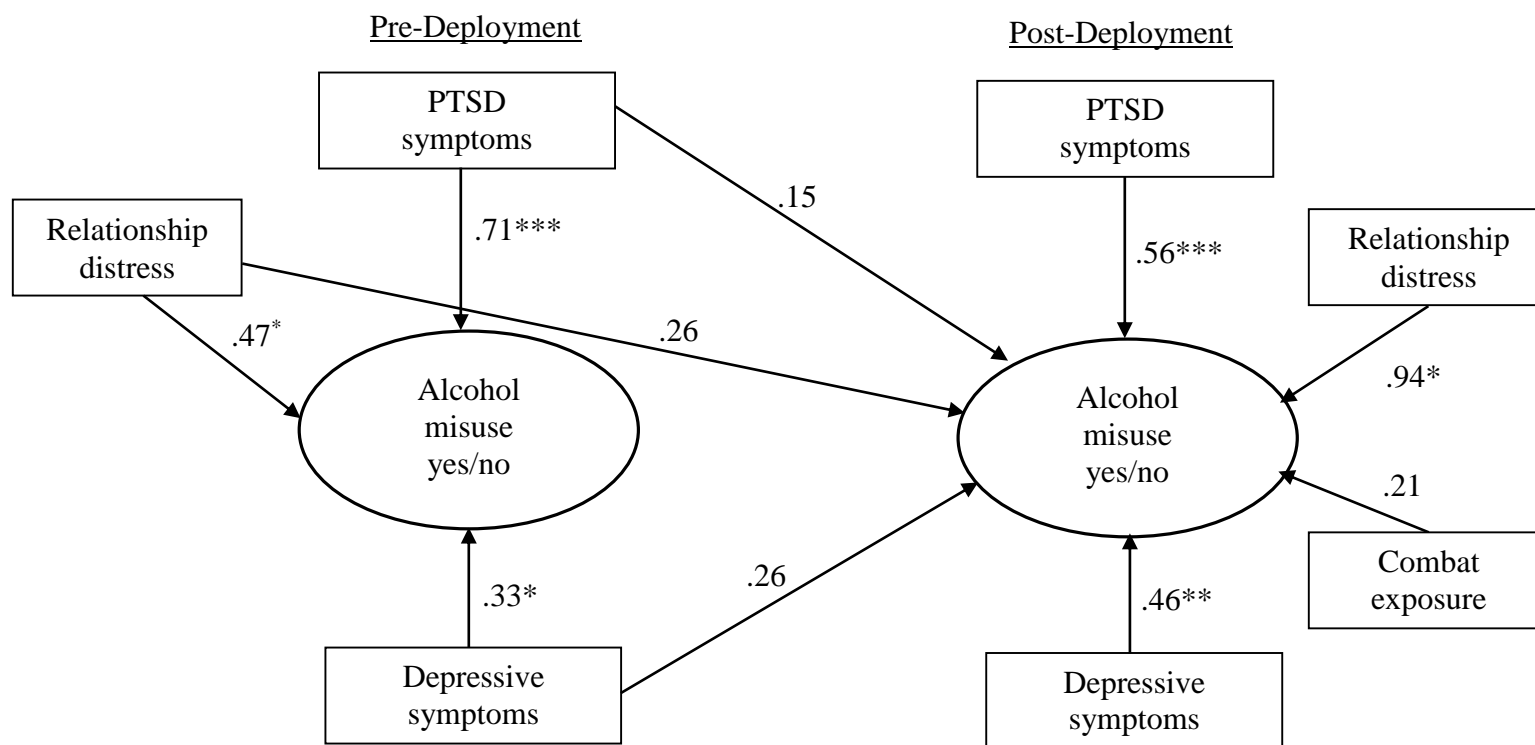 Pre-Deployment
Post-Deployment
PTSD
symptoms
PTSD
symptoms
.15
Relationship
distress
.71***
.56***
Relationship
distress
.47*
.26
.94*
Alcohol
misuse
yes/no
Alcohol
misuse
yes/no
.21
.33*
.26
.46**
Combat
exposure
Depressive
symptoms
Depressive
symptoms